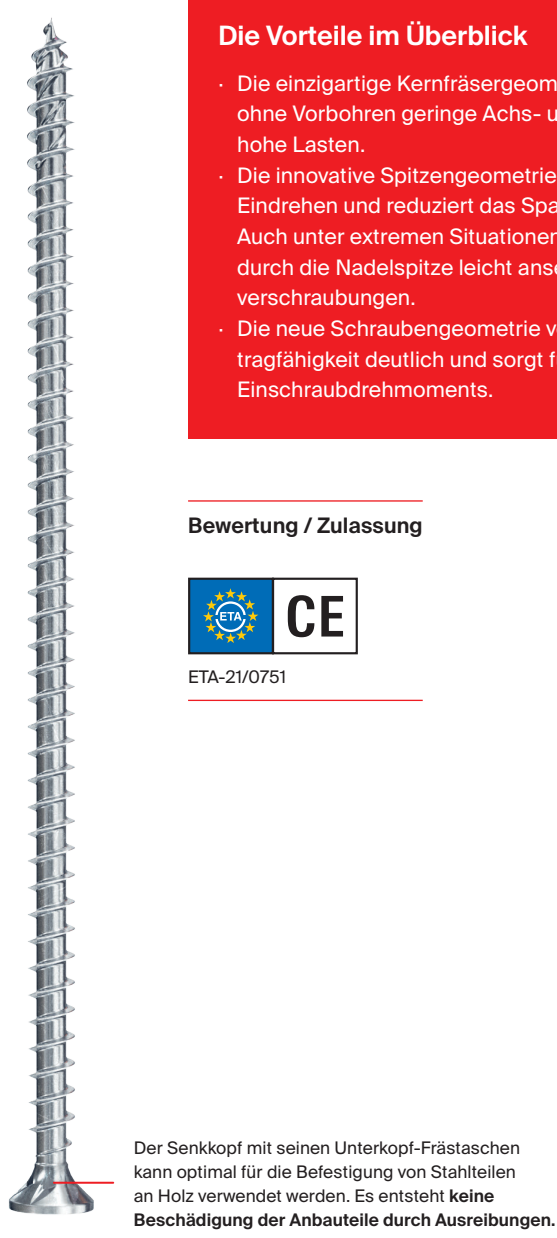 Die Vorteile im Überblick
· Die einzigartige Kernfräsergeom
ohne Vorbohren geringe Achs- u
hohe Lasten.
· Die innovative Spitzengeometrie
Eindrehen und reduziert das Spa
Auch unter extremen Situationen
durch die Nadelspitze leicht anse
verschraubungen.
· Die neue Schraubengeometrie v
tragfähigkeit deutlich und sorgt f
Einschraubdrehmoments.
Bewertung / Zulassung
ETA CE
ETA-21/0751
Der Senkkopf mit seinen Unterkopf-Frästaschen
kann optimal für die Befestigung von Stahlteilen
an Holz verwendet werden. Es entsteht keine
Beschädigung der Anbauteile durch Ausreibungen.